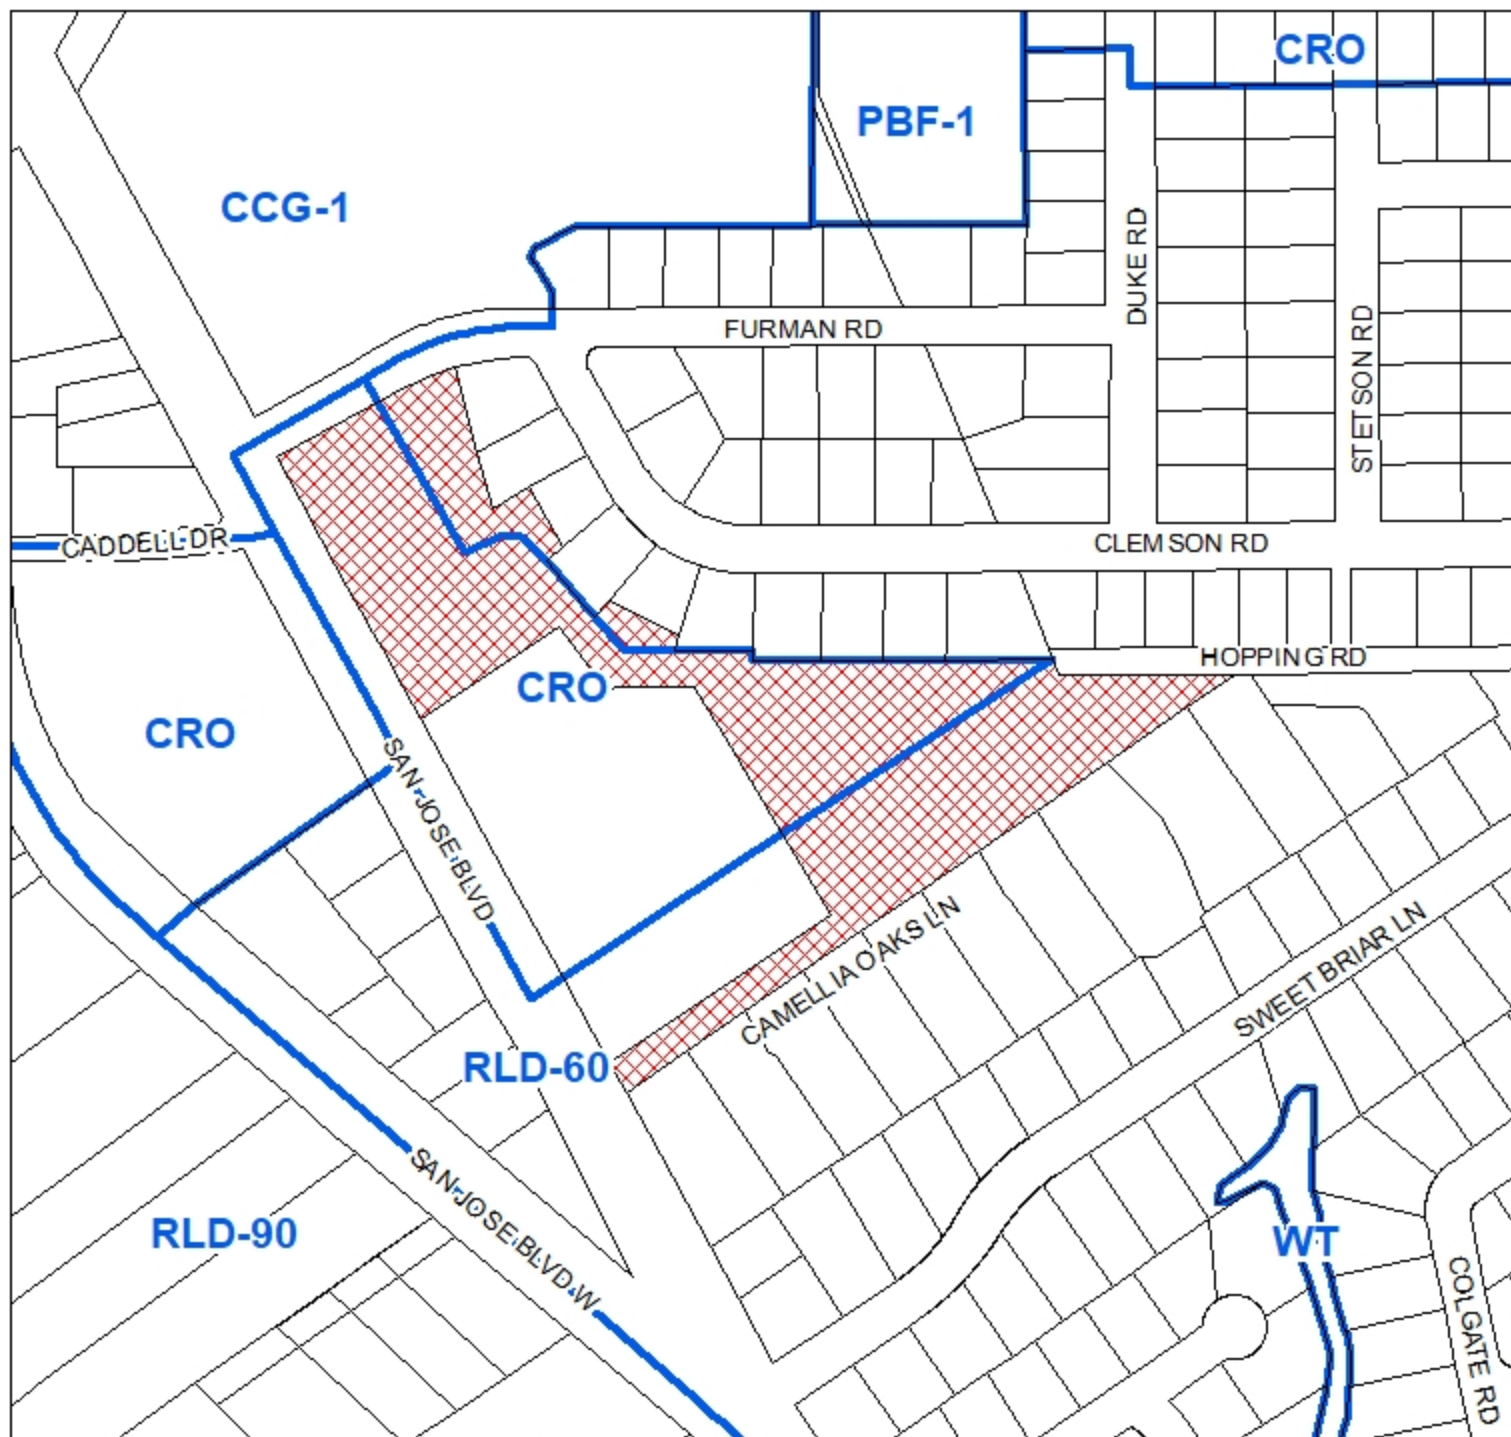 CRO
PBF-1
CCG-1
DUKE RD
FURMAN RD
STETSON RD
CADDELL DR
CLEMSON RD
HOPPING RD
CRO
CRO
SAN JOSE BLVD
CAMELLIA OAKS LN
SWEET BRIAR LN
RLD-60
SAN JOSE BLVD W
RLD-90
WT
COLGATE RD